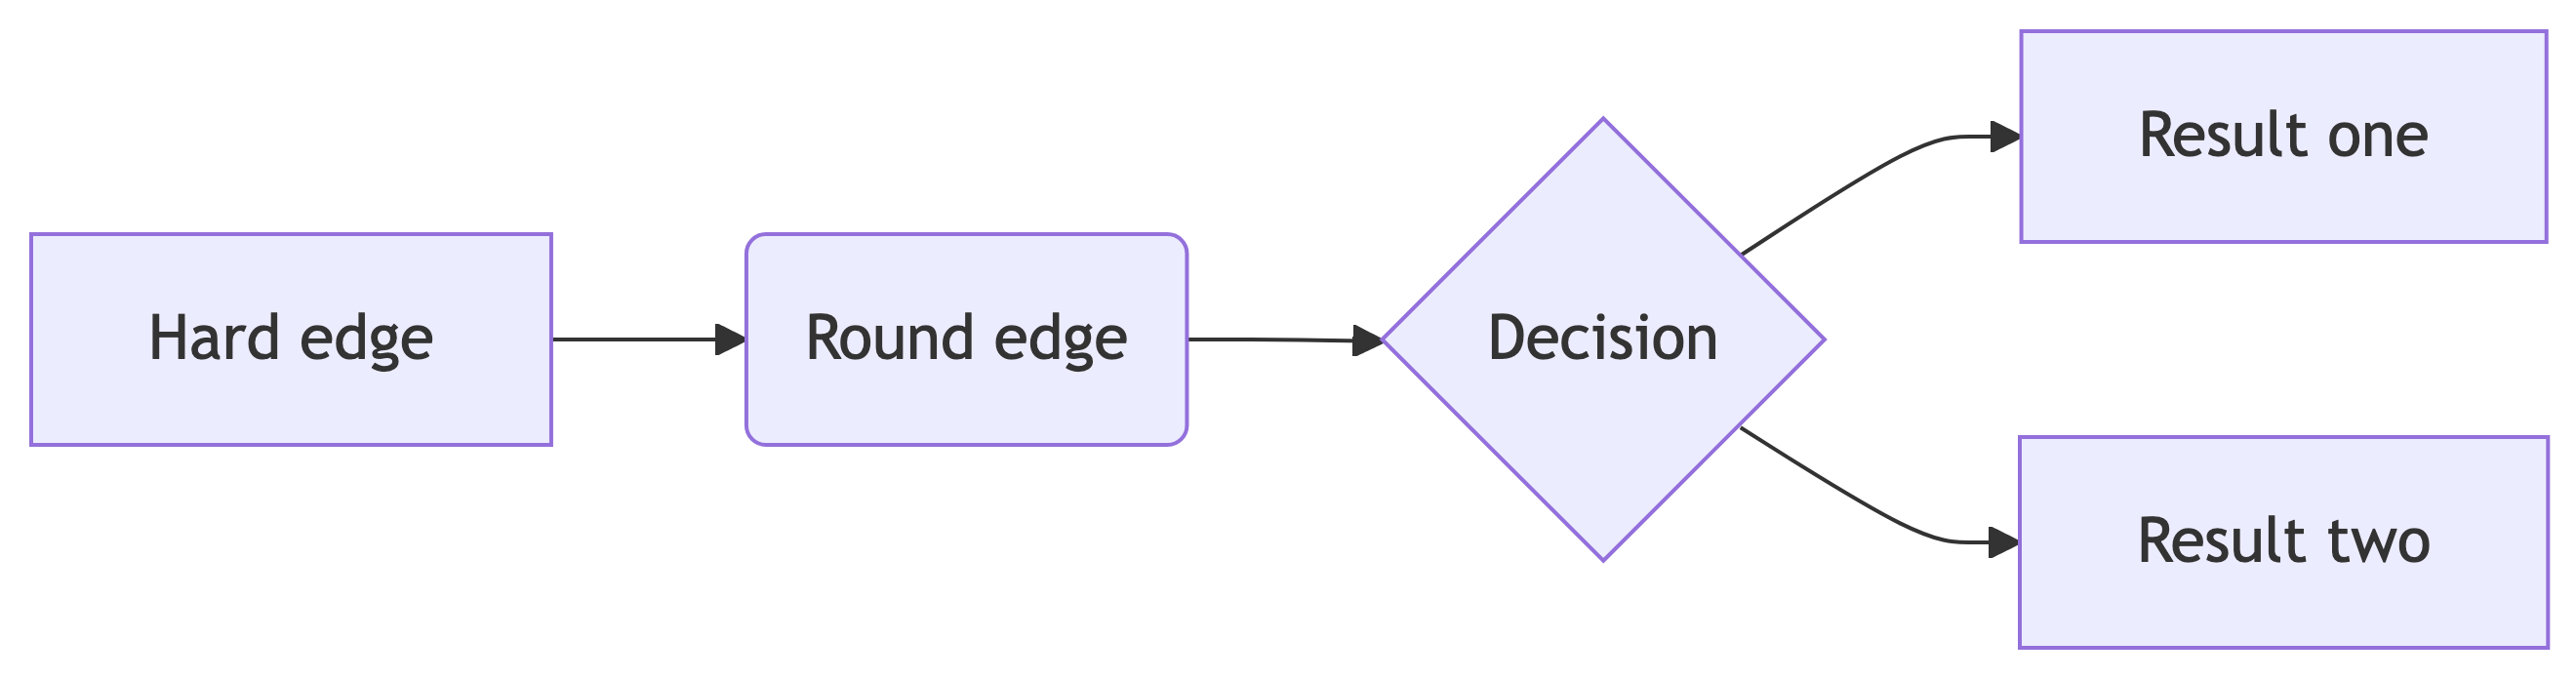 Hard edge
Round edge
Decision
Result one
Result two